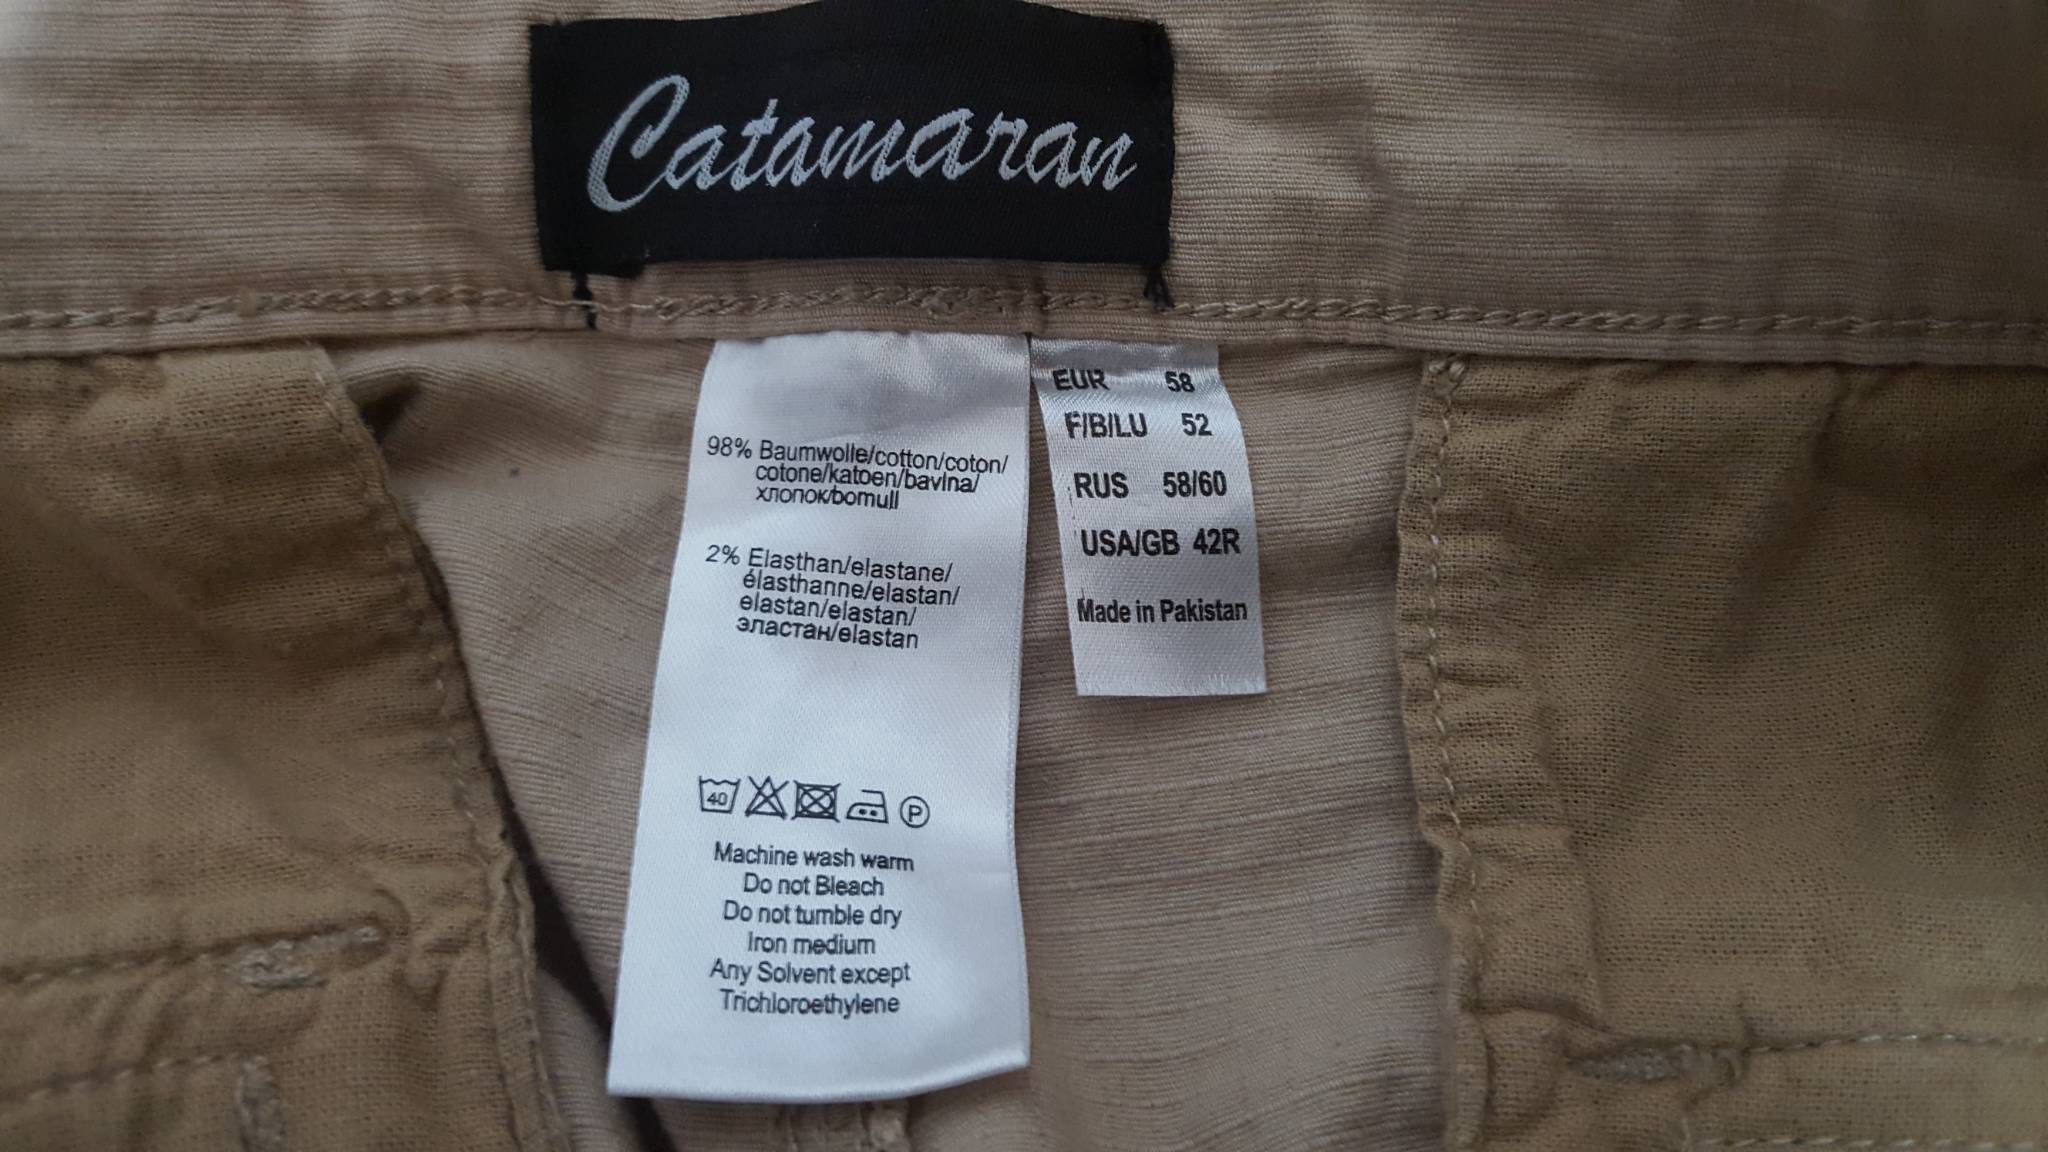 Catamaran
98% Baumwolle/cotton/coton/
cotone/katoen/bavlna/
хлопок/bomull
2% Elasthan/elastane/
élasthanne/elastan/
elastan/elastan/
эластан/elastan
40
P
Machine wash warm
Do not Bleach
Do not tumble dry
Iron medium
Any Solvent except
Trichloroethylene
EUR 58
F/B/LU 52
RUS 58/60
USA/GB 42R
Made in Pakistan